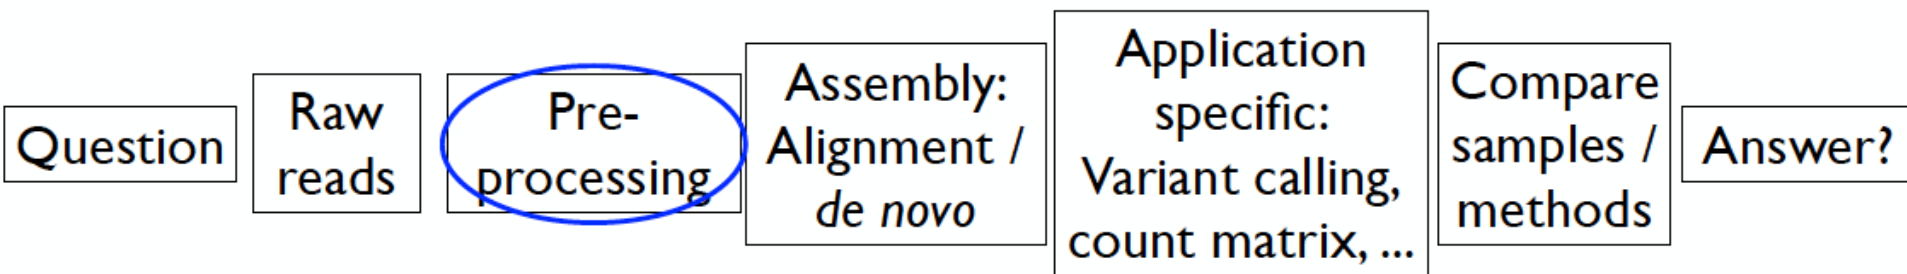 Question
Raw
reads
Pre-
processing
Assembly:
Alignment /
de novo
Application
specific:
Variant calling,
count matrix, ...
Compare
samples /
methods
Answer?